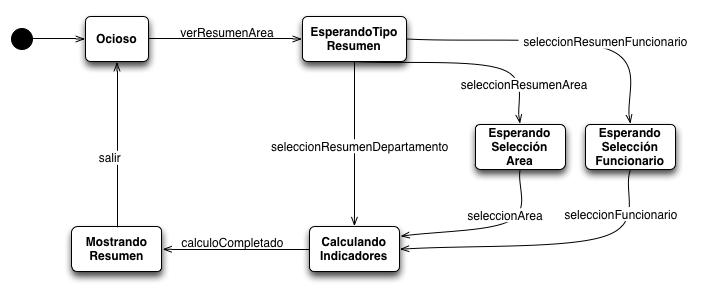 Ocioso
verResumenArea
EsperandoTipo
Resumen
seleccionResumenFuncionario
seleccionResumenArea
Esperando
Selección
Area
Esperando
Selección
Funcionario
seleccionResumenDepartamento
salir
seleccionArea
seleccionFuncionario
Mostrando
Resumen
calculoCompletado
Calculando
Indicadores